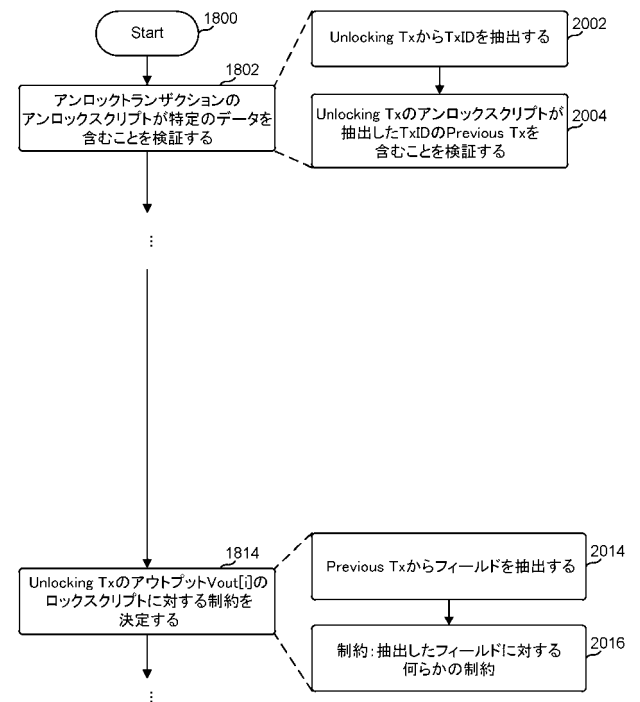 Start
1800
1802
アンロックトランザクションの
アンロックスクリプトが特定のデータを
含むことを検証する
Unlocking TxからTxIDを抽出する
2002
Unlocking Txのアンロックスクリプトが
抽出したTxIDのPrevious Txを
含むことを検証する
2004
...
1814
Unlocking TxのアウトプットVout[i]の
ロックスクリプトに対する制約を
決定する
Previous Txからフィールドを抽出する
2014
制約：抽出したフィールドに対する
何らかの制約
2016
...